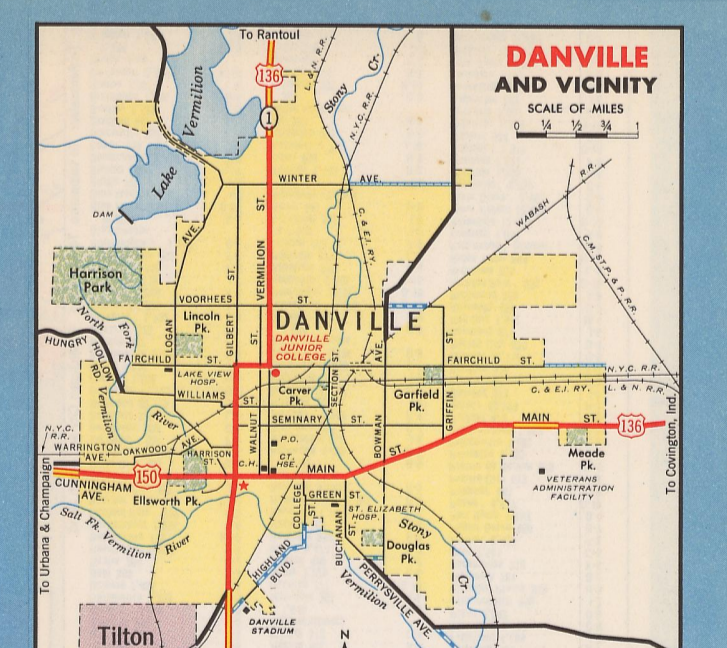 To Rantoul
136
1
DANVILLE
AND VICINITY
SCALE OF MILES
0 ¼ ½ ¾ 1
Vermilion
Lake
DAM
L. & N. R.R.
Stony
Cr.
N.Y.C. R.R.
WINTER AVE.
WABASH R.R.
C. & E.I. RY.
C.M. ST. P. & P. R.R.
AVE.
ST.
VERMILION
ST.
Harrison
Park
VOORHEES ST.
North
Fork
Vermilion
River
Lincoln
Pk.
LOGAN
GILBERT
ST.
DANVILLE
DANVILLE
JUNIOR
COLLEGE
SECTION ST.
AVE.
ST.
HUNGRY
HOLLOW
RD.
FAIRCHILD ST.
FAIRCHILD ST.
N.Y.C. R.R.
C. & E.I. RY.
L. & N. R.R.
LAKE VIEW
HOSP.
WILLIAMS
ST.
Carver
Pk.
Garfield
Pk.
SEMINARY ST.
WALNUT
BOWMAN
GRIFFIN
MAIN ST.
136
N.Y.C.
R.R.
WARRINGTON
AVE.
OAKWOOD
AVE.
HARRISON
ST.
P.O.
C.H.
CT.
HSE.
MAIN
ST.
Meade
Pk.
VETERANS
ADMINISTRATION
FACILITY
To Covington, Ind.
150
CUNNINGHAM
AVE.
Ellsworth Pk.
COLLEGE
ST.
GREEN ST.
ST. ELIZABETH
HOSP.
BUCHANAN
ST.
Stony
Cr.
Douglas
Pk.
Salt Fk. Vermilion
River
To Urbana & Champaign
HIGHLAND
BLVD.
Vermilion
PERRYSVILLE AVE.
DANVILLE
STADIUM
Tilton
N